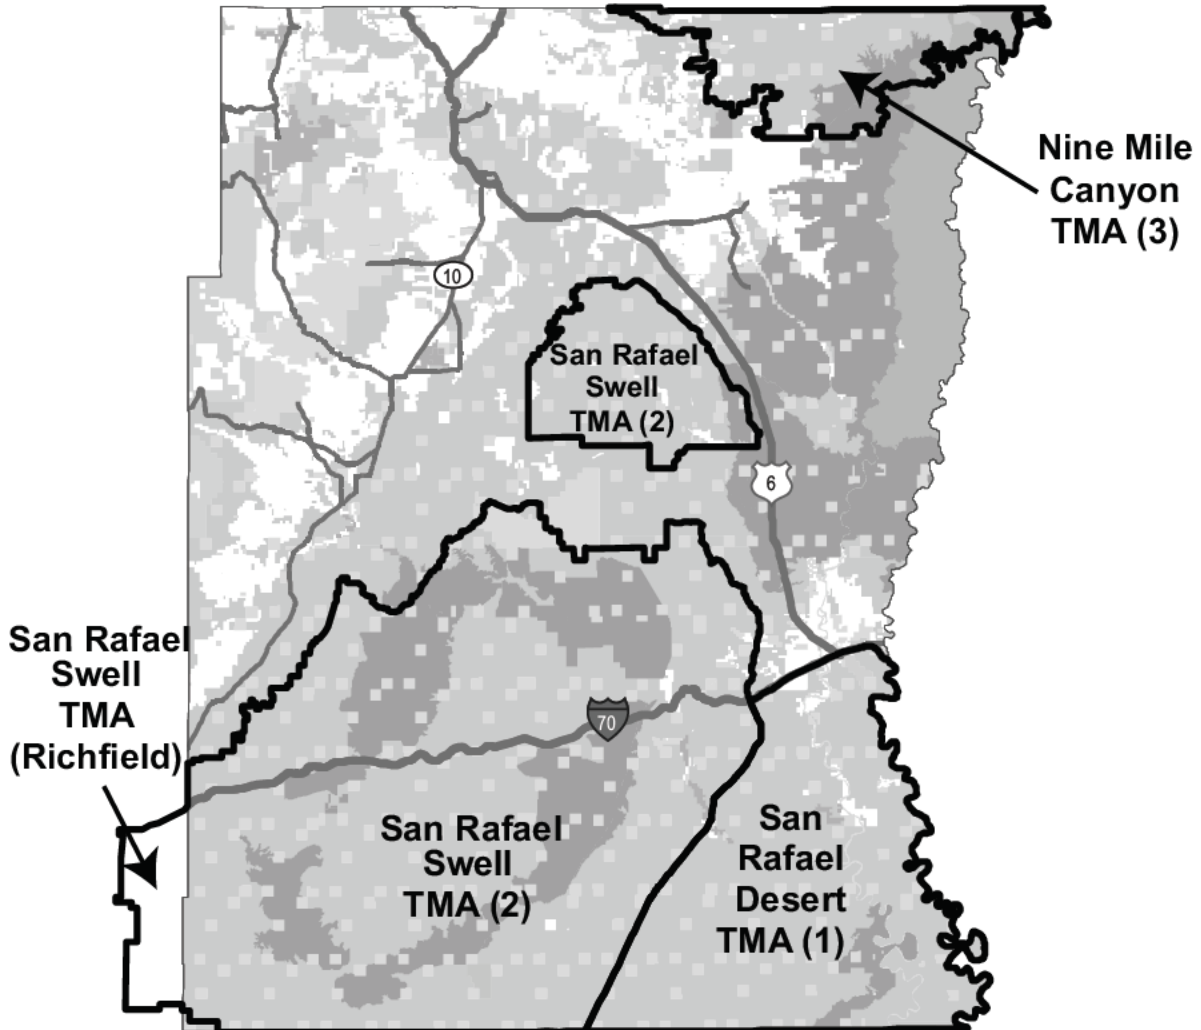 Nine Mile
Canyon
TMA (3)
10
San Rafael
Swell
TMA (2)
6
San Rafael
Swell
TMA
(Richfield)
70
San Rafael
Swell
TMA (2)
San
Rafael
Desert
TMA (1)